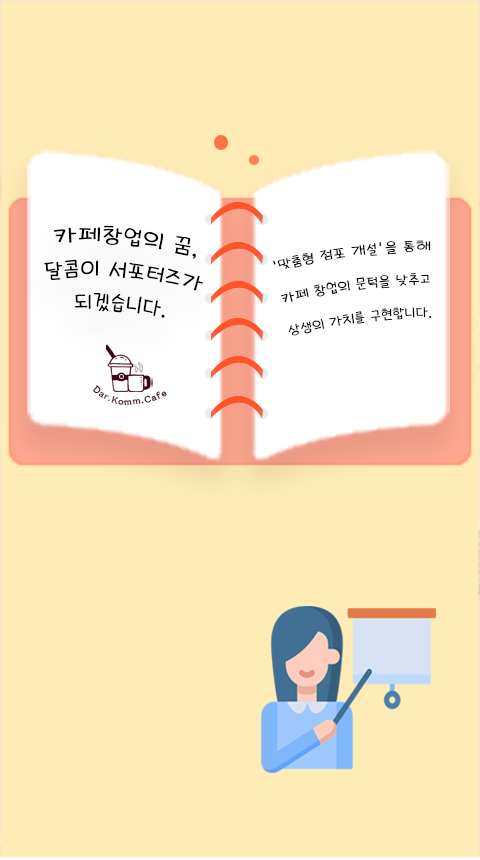 카페창업의 꿈,
달콤이 서포터즈가
되겠습니다.
Dar.Komm.Cafe
'맞춤형 점포 개설'을 통해
카페 창업의 문턱을 낮추고
상생의 가치를 구현합니다.